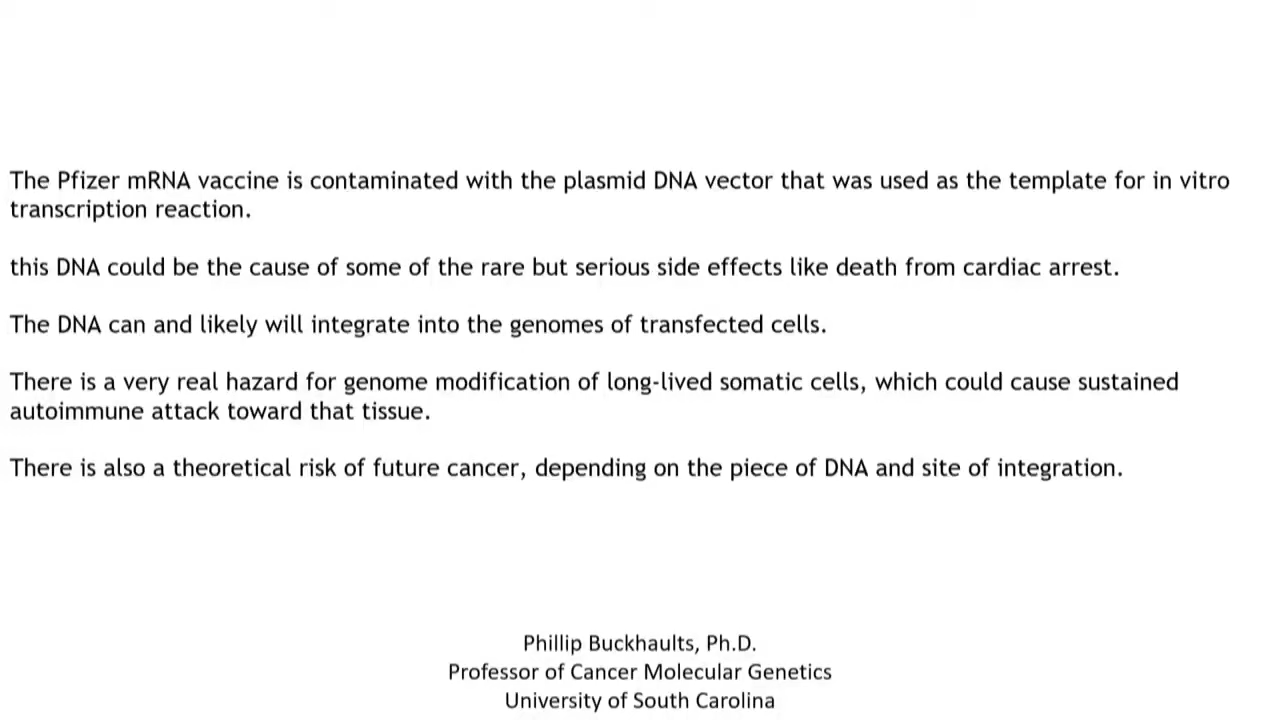 The Pfizer mRNA vaccine is contaminated with the plasmid DNA vector that was used as the template for in vitro
transcription reaction.
this DNA could be the cause of some of the rare but serious side effects like death from cardiac arrest.
The DNA can and likely will integrate into the genomes of transfected cells.
There is a very real hazard for genome modification of long-lived somatic cells, which could cause sustained
autoimmune attack toward that tissue.
There is also a theoretical risk of future cancer, depending on the piece of DNA and site of integration.
Phillip Buckhaults, Ph.D.
Professor of Cancer Molecular Genetics
University of South Carolina